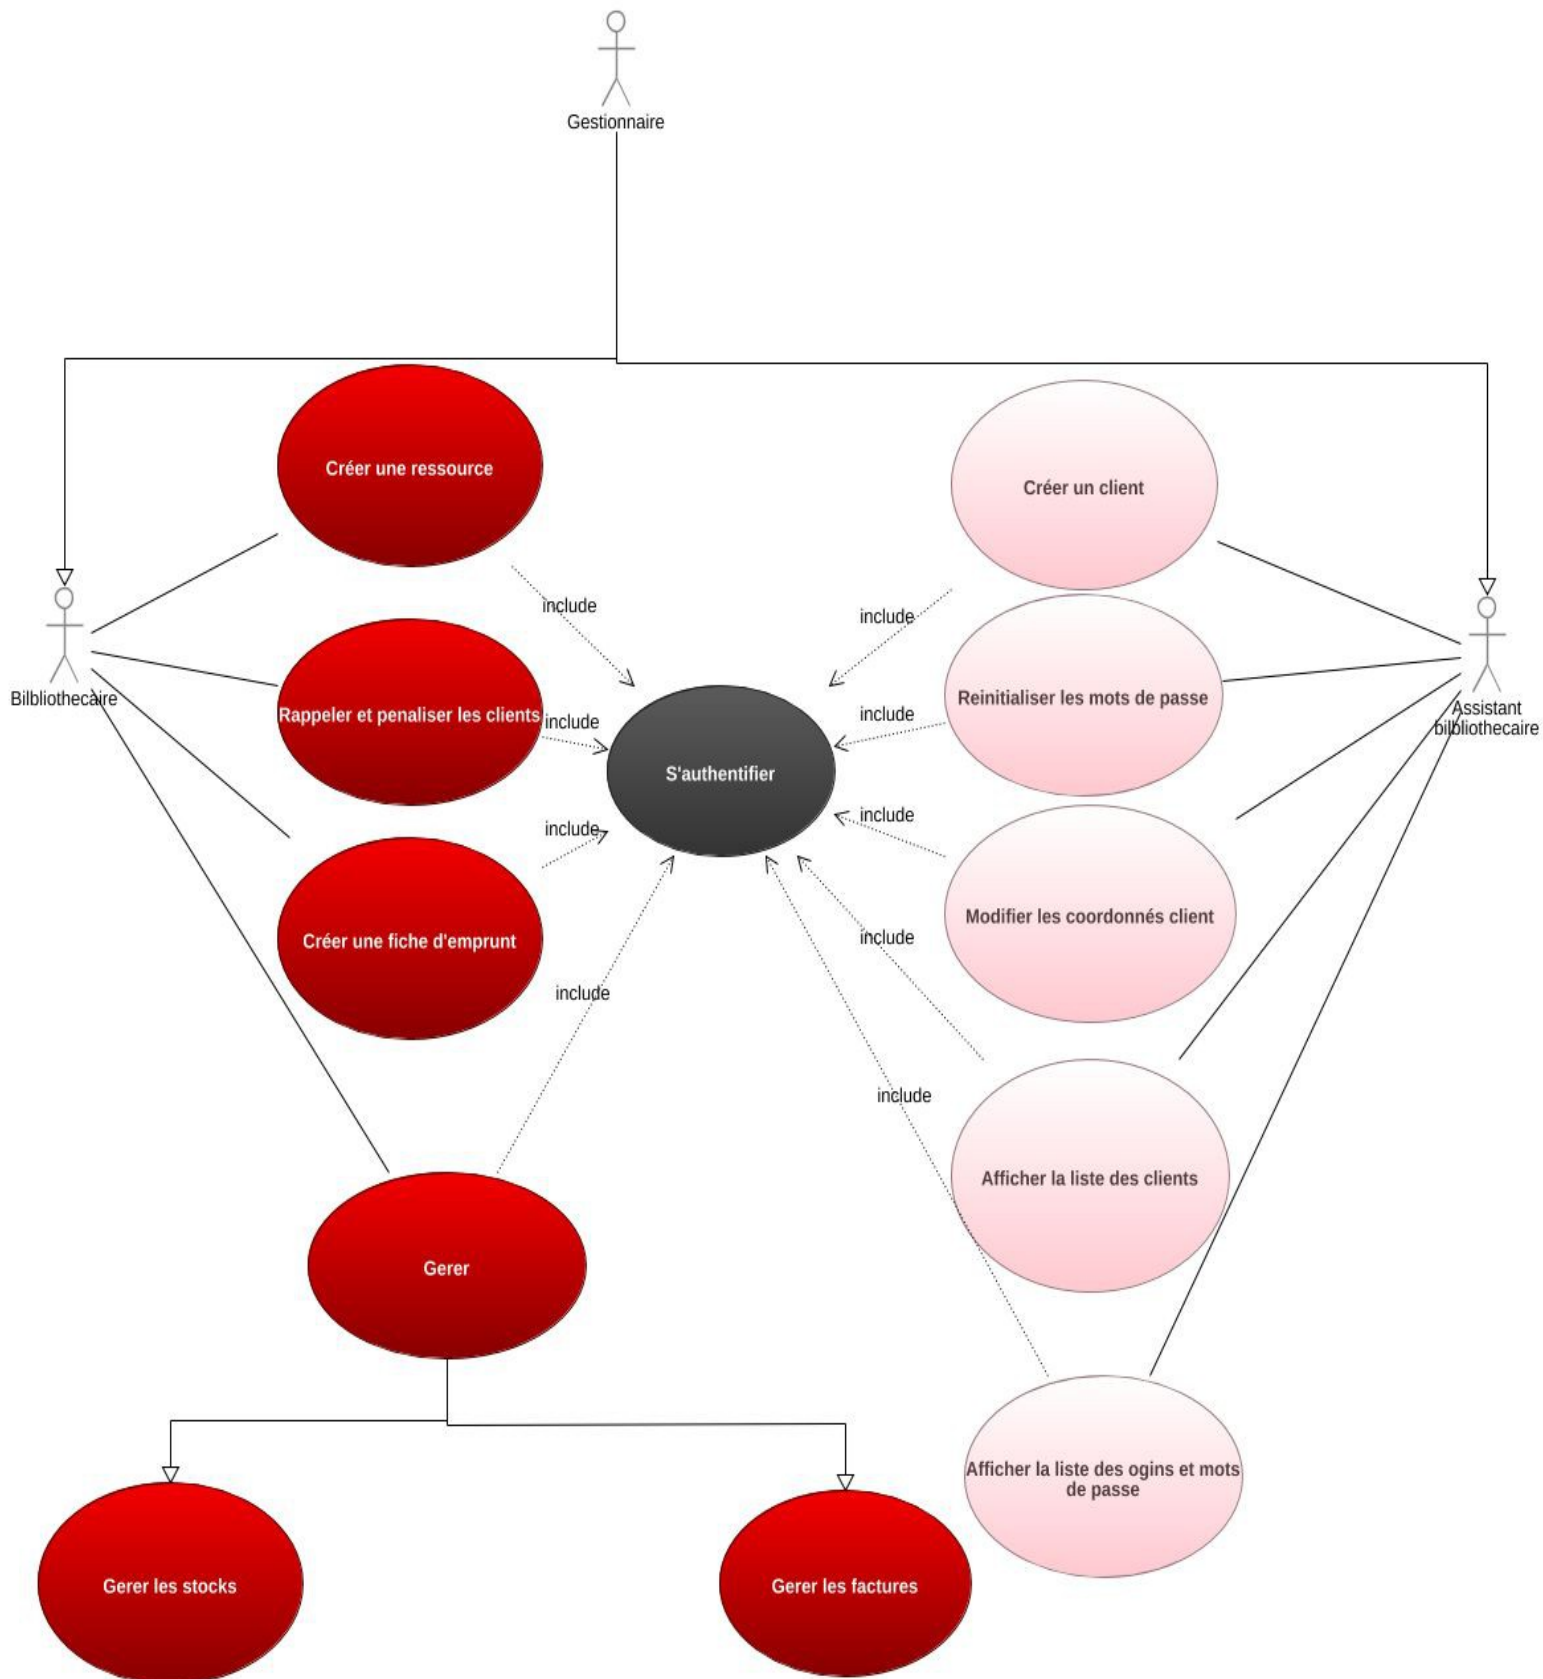 Gestionnaire
Créer une ressource
Créer un client
include
include
Bilbliothecaire
Rappeler et penaliser les clients
include
include
Reinitialiser les mots de passe
Assistant
bilbliothecaire
S'authentifier
include
include
Modifier les coordonnés client
Créer une fiche d'emprunt
include
include
include
Afficher la liste des clients
Gerer
Afficher la liste des ogins et mots
de passe
Gerer les stocks
Gerer les factures